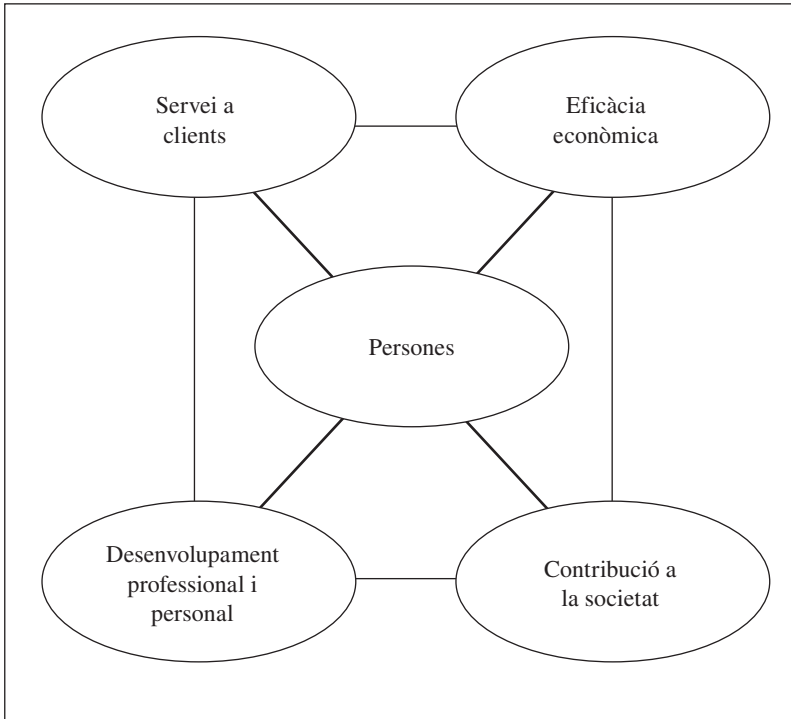 Servei a
clients
Eficàcia
econòmica
Persones
Desenvolupament
professional i
personal
Contribució a
la societat